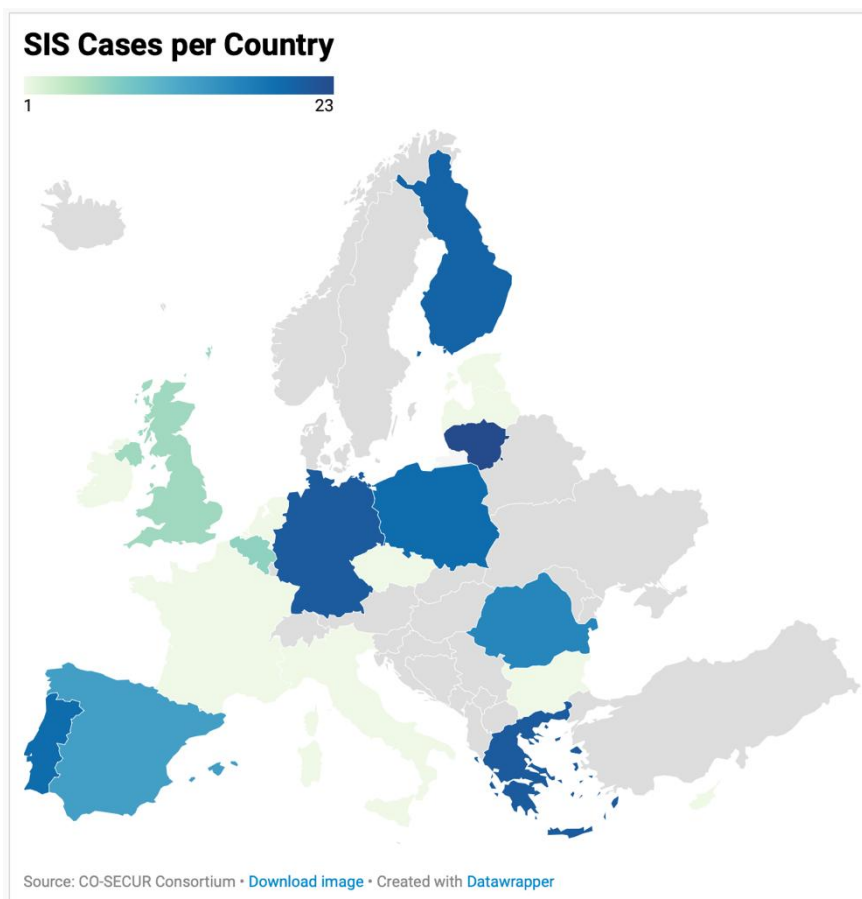 SIS Cases per Country
1 23
Source: CO-SECUR Consortium • Download image • Created with Datawrapper